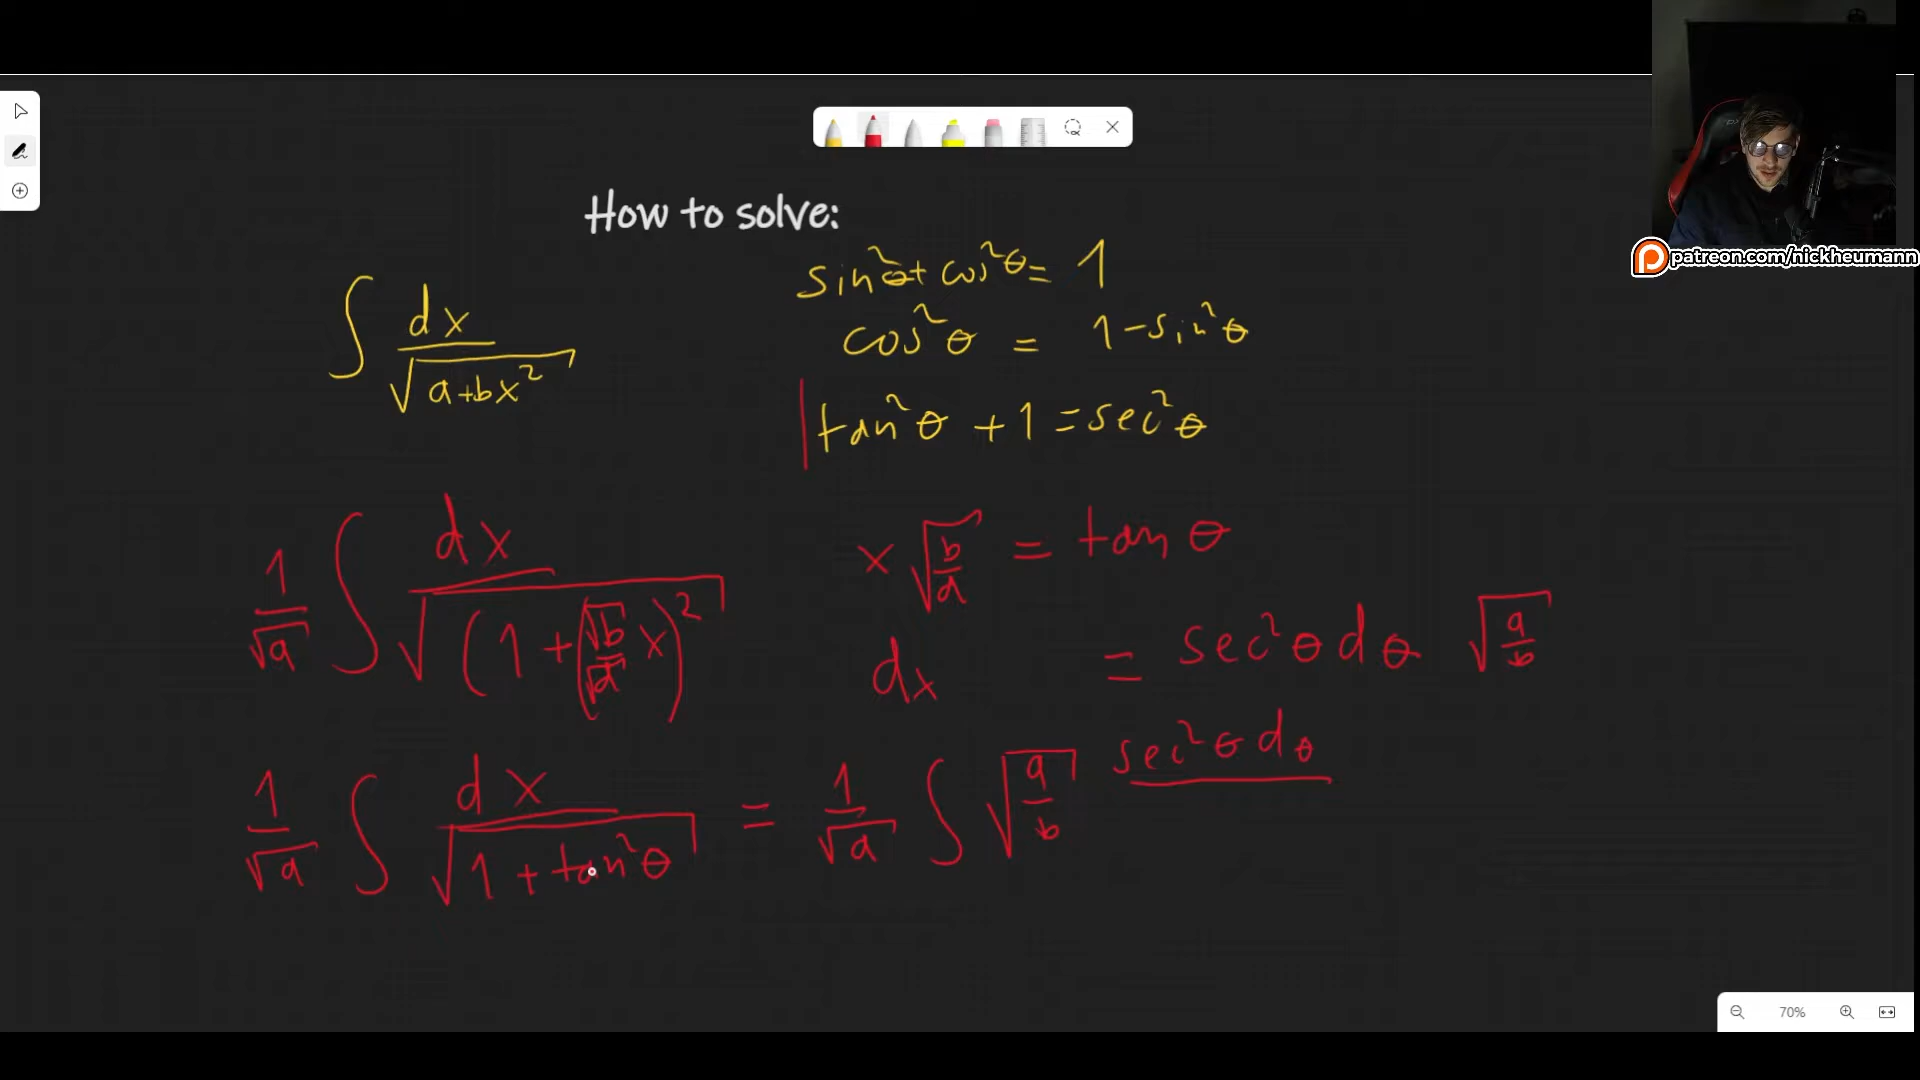 How to solve:
∫ dx / √(a+bx²)
sin²θ + cos²θ = 1
cos²θ = 1 - sin²θ
tan²θ + 1 = sec²θ
1/√a ∫ dx / √(1 + (√b/√a x)²)
x √(b/a) = tan θ
dx = sec²θ dθ √(a/b)
1/√a ∫ dx / √(1 + tan²θ) = 1/√a ∫ √(a/b) sec²θ dθ
patreon.com/nickheumann
70%